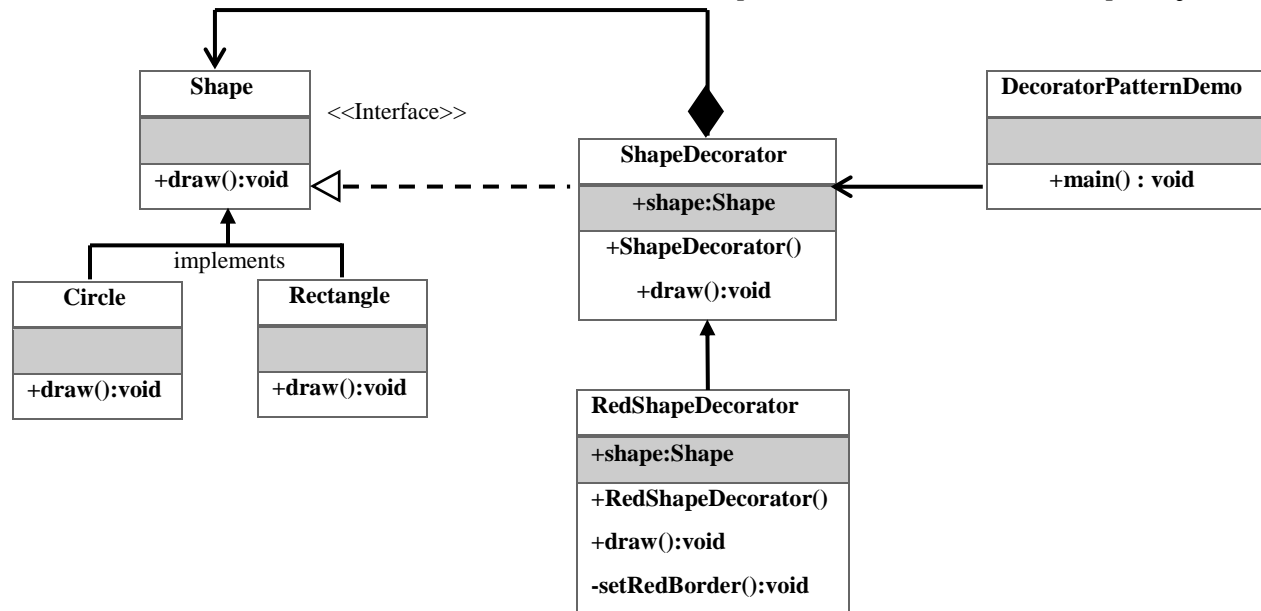 Shape
+draw():void
<<Interface>>
implements
Circle
+draw():void
Rectangle
+draw():void
ShapeDecorator
+shape:Shape
+ShapeDecorator()
+draw():void
DecoratorPatternDemo
+main() : void
RedShapeDecorator
+shape:Shape
+RedShapeDecorator()
+draw():void
-setRedBorder():void